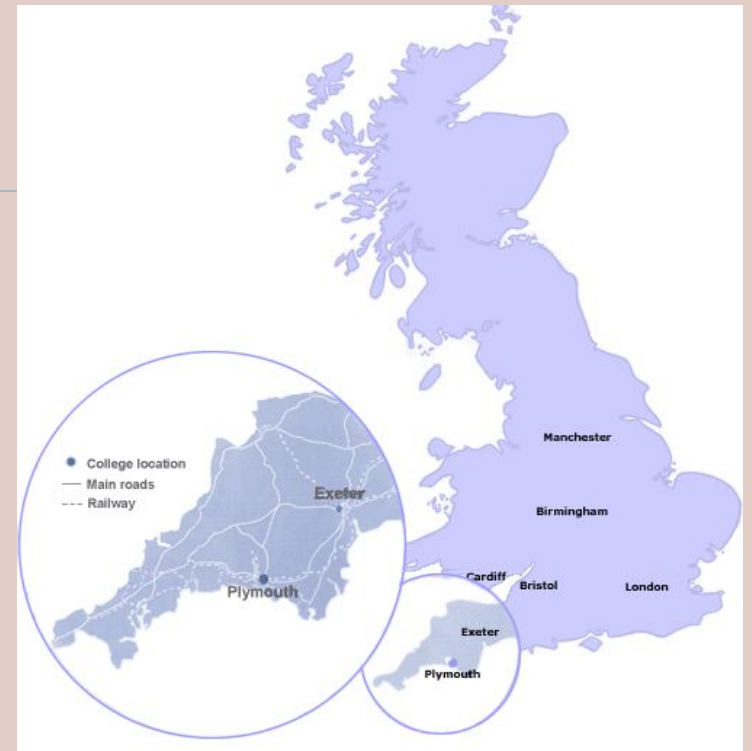 Manchester
Birmingham
Cardiff
Bristol
London
Exeter
Plymouth
College location
Main roads
Railway
Exeter
Plymouth